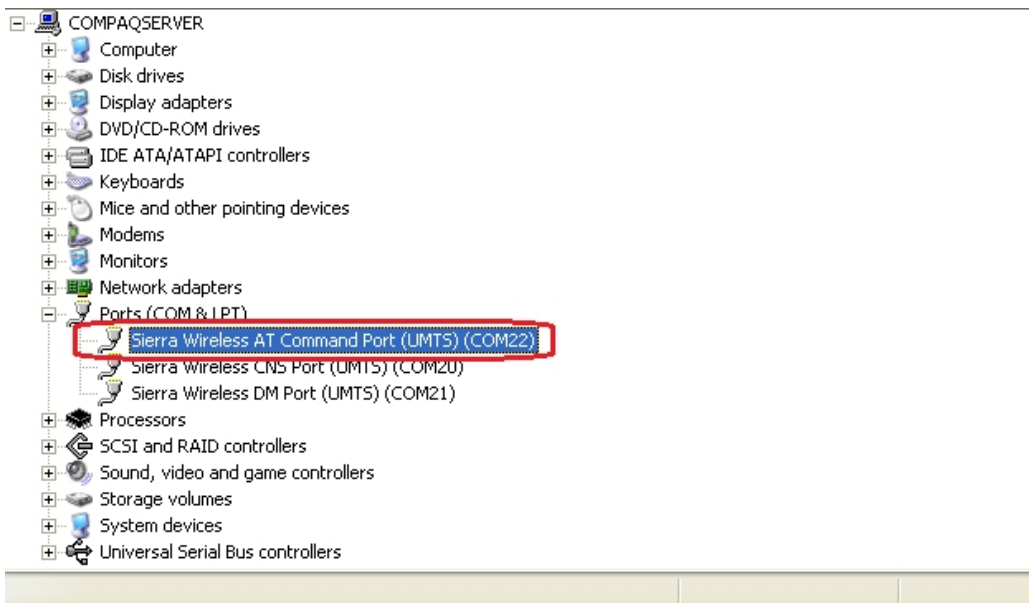 COMPAQSERVER
Computer
Disk drives
Display adapters
DVD/CD-ROM drives
IDE ATA/ATAPI controllers
Keyboards
Mice and other pointing devices
Modems
Monitors
Network adapters
Ports (COM & LPT)
Sierra Wireless AT Command Port (UMTS) (COM22)
Sierra Wireless CNS Port (UMTS) (COM20)
Sierra Wireless DM Port (UMTS) (COM21)
Processors
SCSI and RAID controllers
Sound, video and game controllers
Storage volumes
System devices
Universal Serial Bus controllers